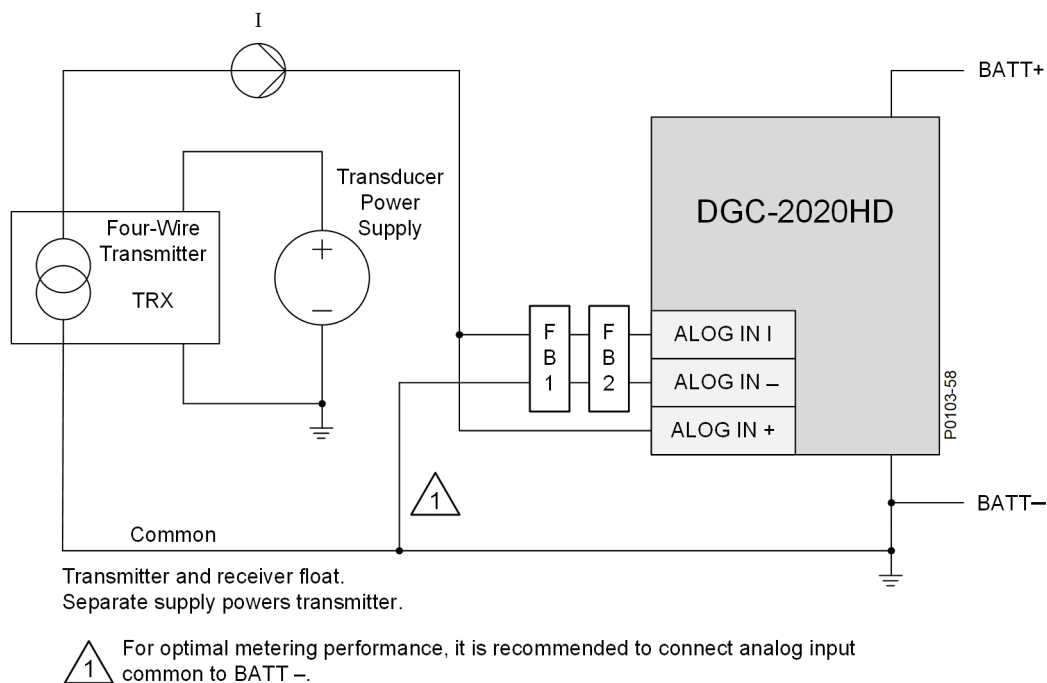 I
BATT+
Transducer
Power
Supply
DGC-2020HD
Four-Wire
Transmitter
TRX
+
–
F
B
1
F
B
2
ALOG IN I
ALOG IN –
ALOG IN +
P0103-58
1
BATT–
Common
Transmitter and receiver float.
Separate supply powers transmitter.
1
For optimal metering performance, it is recommended to connect analog input
common to BATT –.